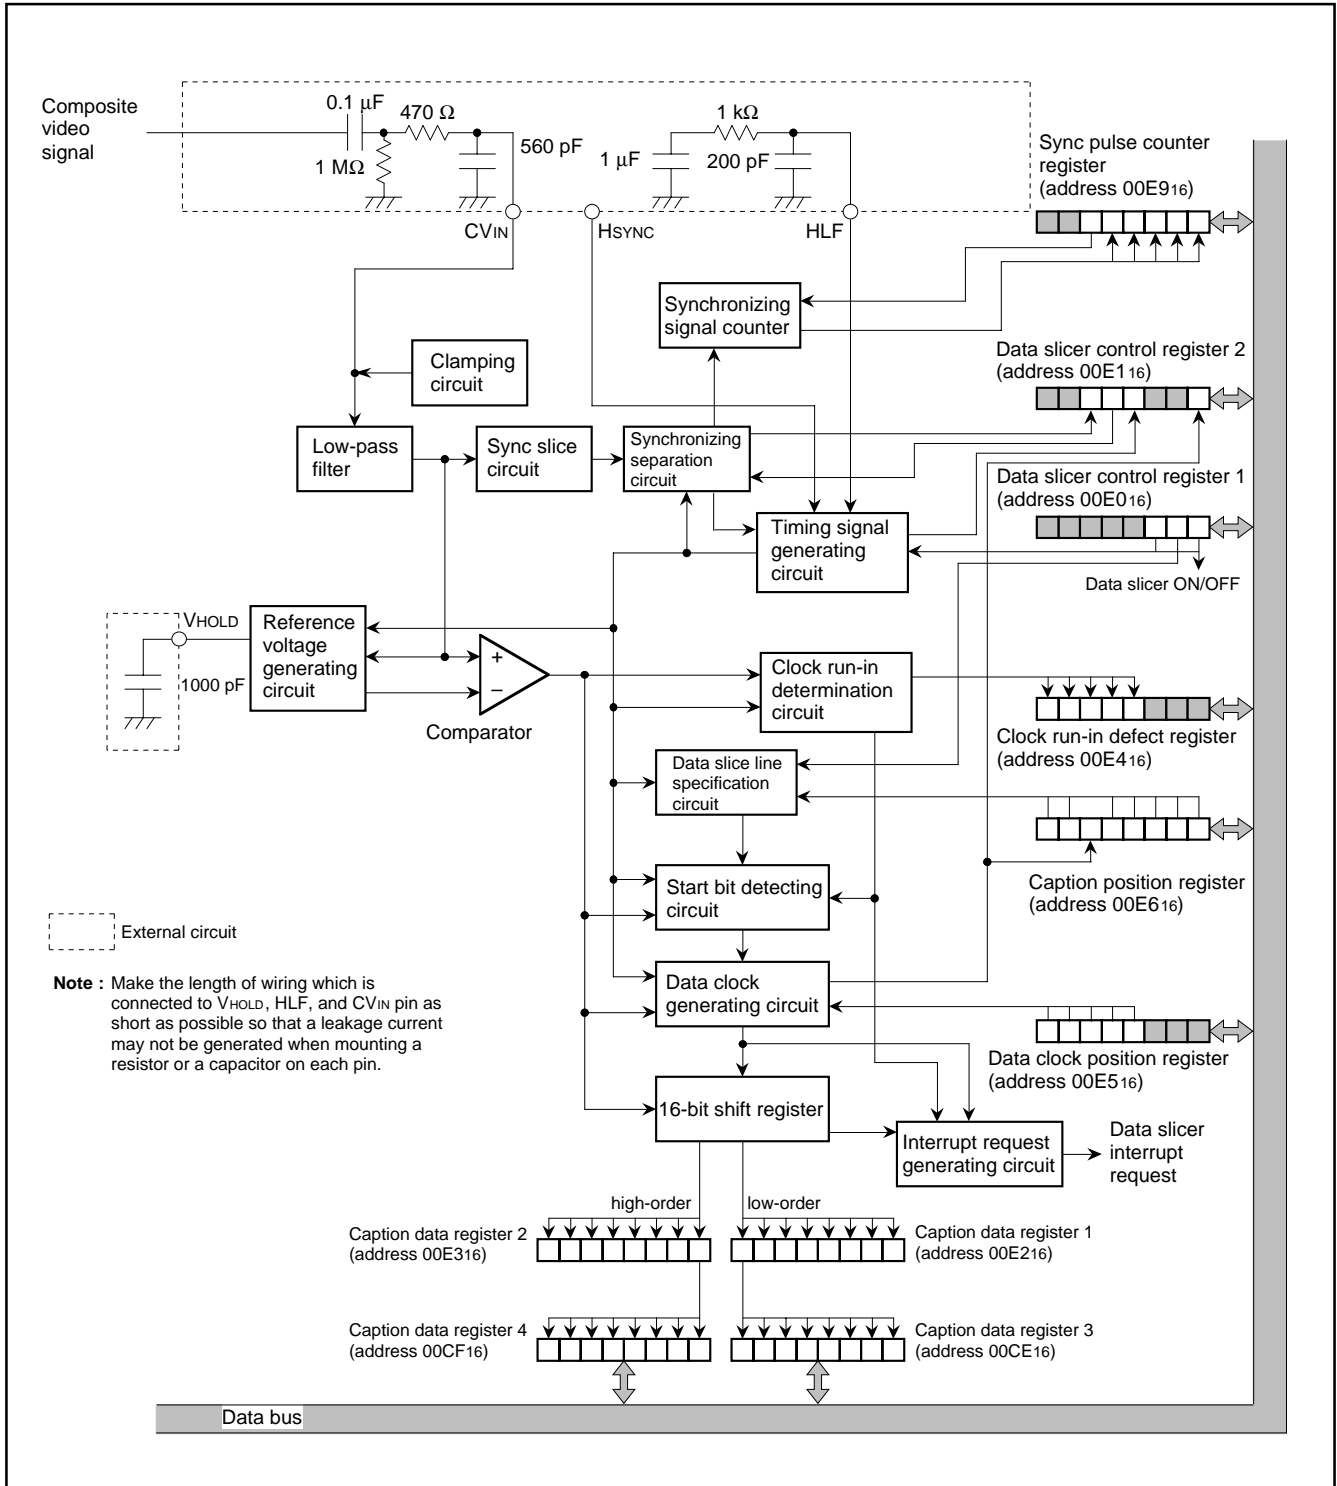 Composite
video
signal
0.1 µF
470 Ω
1 MΩ
560 pF
1 kΩ
1 µF
200 pF
CVIN
HSYNC
HLF
Sync pulse counter
register
(address 00E916)
Synchronizing
signal counter
Clamping
circuit
Data slicer control register 2
(address 00E116)
Low-pass
filter
Sync slice
circuit
Synchronizing
separation
circuit
Data slicer control register 1
(address 00E016)
Timing signal
generating
circuit
Data slicer ON/OFF
VHOLD
1000 pF
Reference
voltage
generating
circuit
+
−
Comparator
Clock run-in
determination
circuit
Clock run-in defect register
(address 00E416)
Data slice line
specification
circuit
Start bit detecting
circuit
Caption position register
(address 00E616)
External circuit
Note : Make the length of wiring which is
connected to VHOLD, HLF, and CVIN pin as
short as possible so that a leakage current
may not be generated when mounting a
resistor or a capacitor on each pin.
Data clock
generating circuit
Data clock position register
(address 00E516)
16-bit shift register
Interrupt request
generating circuit
Data slicer
interrupt
request
high-order
low-order
Caption data register 2
(address 00E316)
Caption data register 1
(address 00E216)
Caption data register 4
(address 00CF16)
Caption data register 3
(address 00CE16)
Data bus